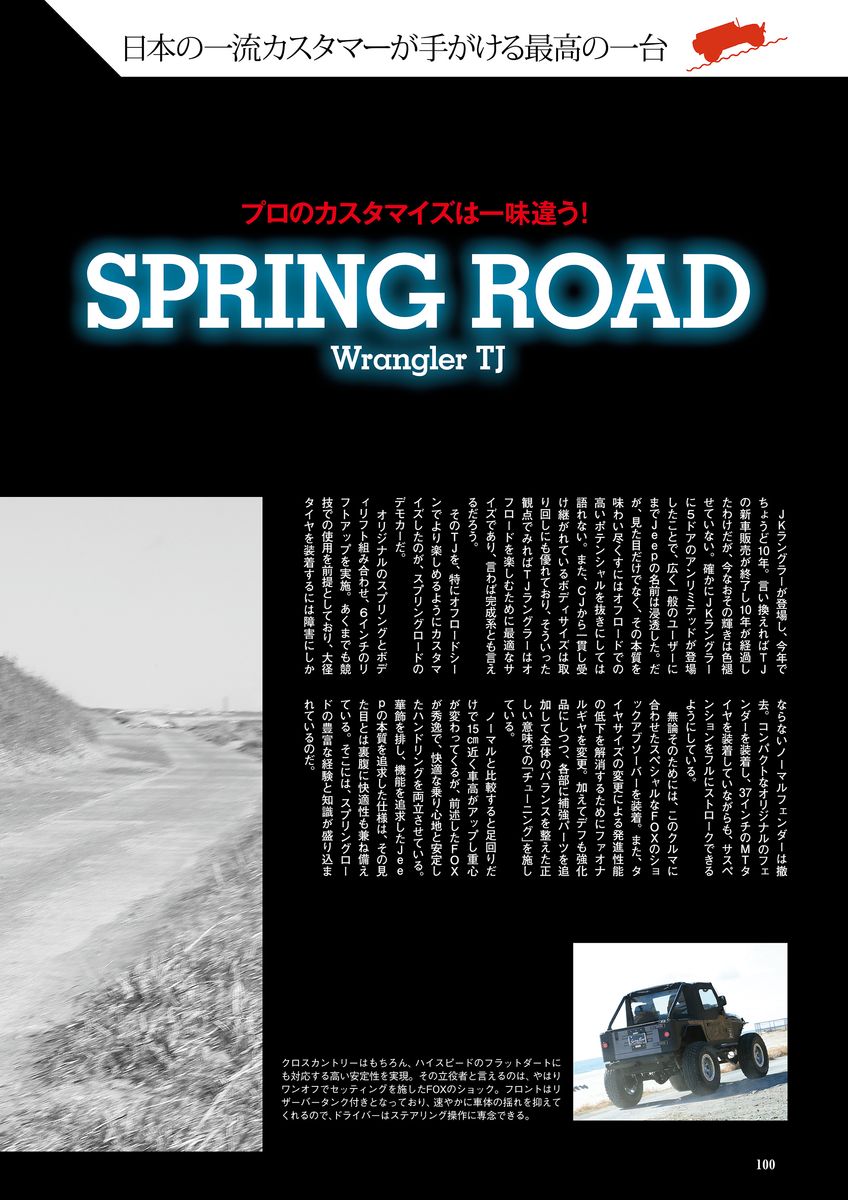 日本の一流カスタマーが手がける最高の一台
プロのカスタマイズは一味違う!
SPRING ROAD
Wrangler TJ
JKラングラーが登場し、今年で
ちょうど10年。言い換えればTJ
の新車販売が終了し10年が経過し
たわけだが、今なおその輝きは色褪
せていない。確かにJKラングラー
に5ドアのアンリミテッドが登場
したことで、広く一般のユーザーに
までJeepの名前は浸透した。だ
が、見た目だけでなく、その本質を
味わい尽くすにはオフロードでの
高いポテンシャルを抜きにしては
語れない。また、CJから一貫し受
け継がれているボディサイズは取
り回しにも優れており、そういった
観点でみればTJラングラーはオ
フロードを楽しむために最適なサ
イズであり、言わば完成系とも言え
るだろう。
そのTJを、特にオフロードシー
ンでより楽しめるようにカスタマ
イズしたのが、スプリングロードの
デモカーだ。
オリジナルのスプリングとボデ
ィリフト組み合わせ、6インチのリ
フトアップを実施。あくまでも競
技での使用を前提としており、大径
タイヤを装着するには障害にしか
ならないノーマルフェンダーは撤
去。コンパクトなオリジナルのフェ
ンダーを装着し、37インチのMTタ
イヤを装着していながらも、サスペ
ンションをフルにストロークできる
ようにしている。
無論そのためには、このクルマに
合わせたスペシャルなFOXのショ
ックアブソーバーを装着。また、タ
イヤサイズの変更による発進性能
の低下を解消するためにファイナ
ルギヤを変更。加えてデフも強化
品にしつつ、各部に補強パーツを追
加して全体のバランスを整えた正
しい意味での「チューニング」を施し
ている。
ノーマルと比較すると足回りだ
けで15cm近く車高がアップし重心
が変わってくるが、前述したFOX
が秀逸で、快適な乗り心地と安定し
たハンドリングを両立させている。
華飾を排し、機能を追求したJee
pの本質を追求した仕様は、その見
た目とは裏腹に快適性も兼ね備え
ている。そこには、スプリングロー
ドの豊富な経験と知識が盛り込ま
れているのだ。
クロスカントリーはもちろん、ハイスピードのフラットダートに
も対応する高い安定性を実現。その立役者と言えるのは、やはり
ワンオフでセッティングを施したFOXのショック。フロントはリ
ザーバータンク付きとなっており、速やかに車体の揺れを抑えて
くれるので、ドライバーはステアリング操作に専念できる。
100